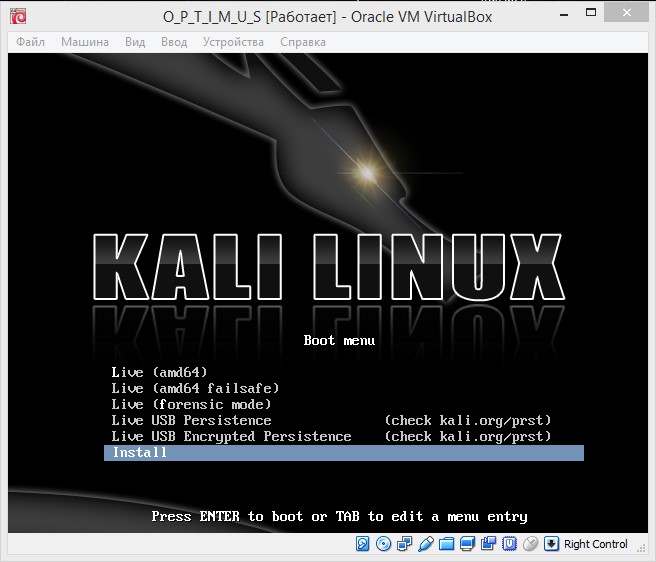 O_P_T_I_M_U_S [Работает] - Oracle VM VirtualBox
Файл Машина Вид Ввод Устройства Справка
KALI LINUX
Boot menu
Live (amd64)
Live (amd64 failsafe)
Live (forensic mode)
Live USB Persistence (check kali.org/prst)
Live USB Encrypted Persistence (check kali.org/prst)
Install
Press ENTER to boot or TAB to edit a menu entry
Right Control